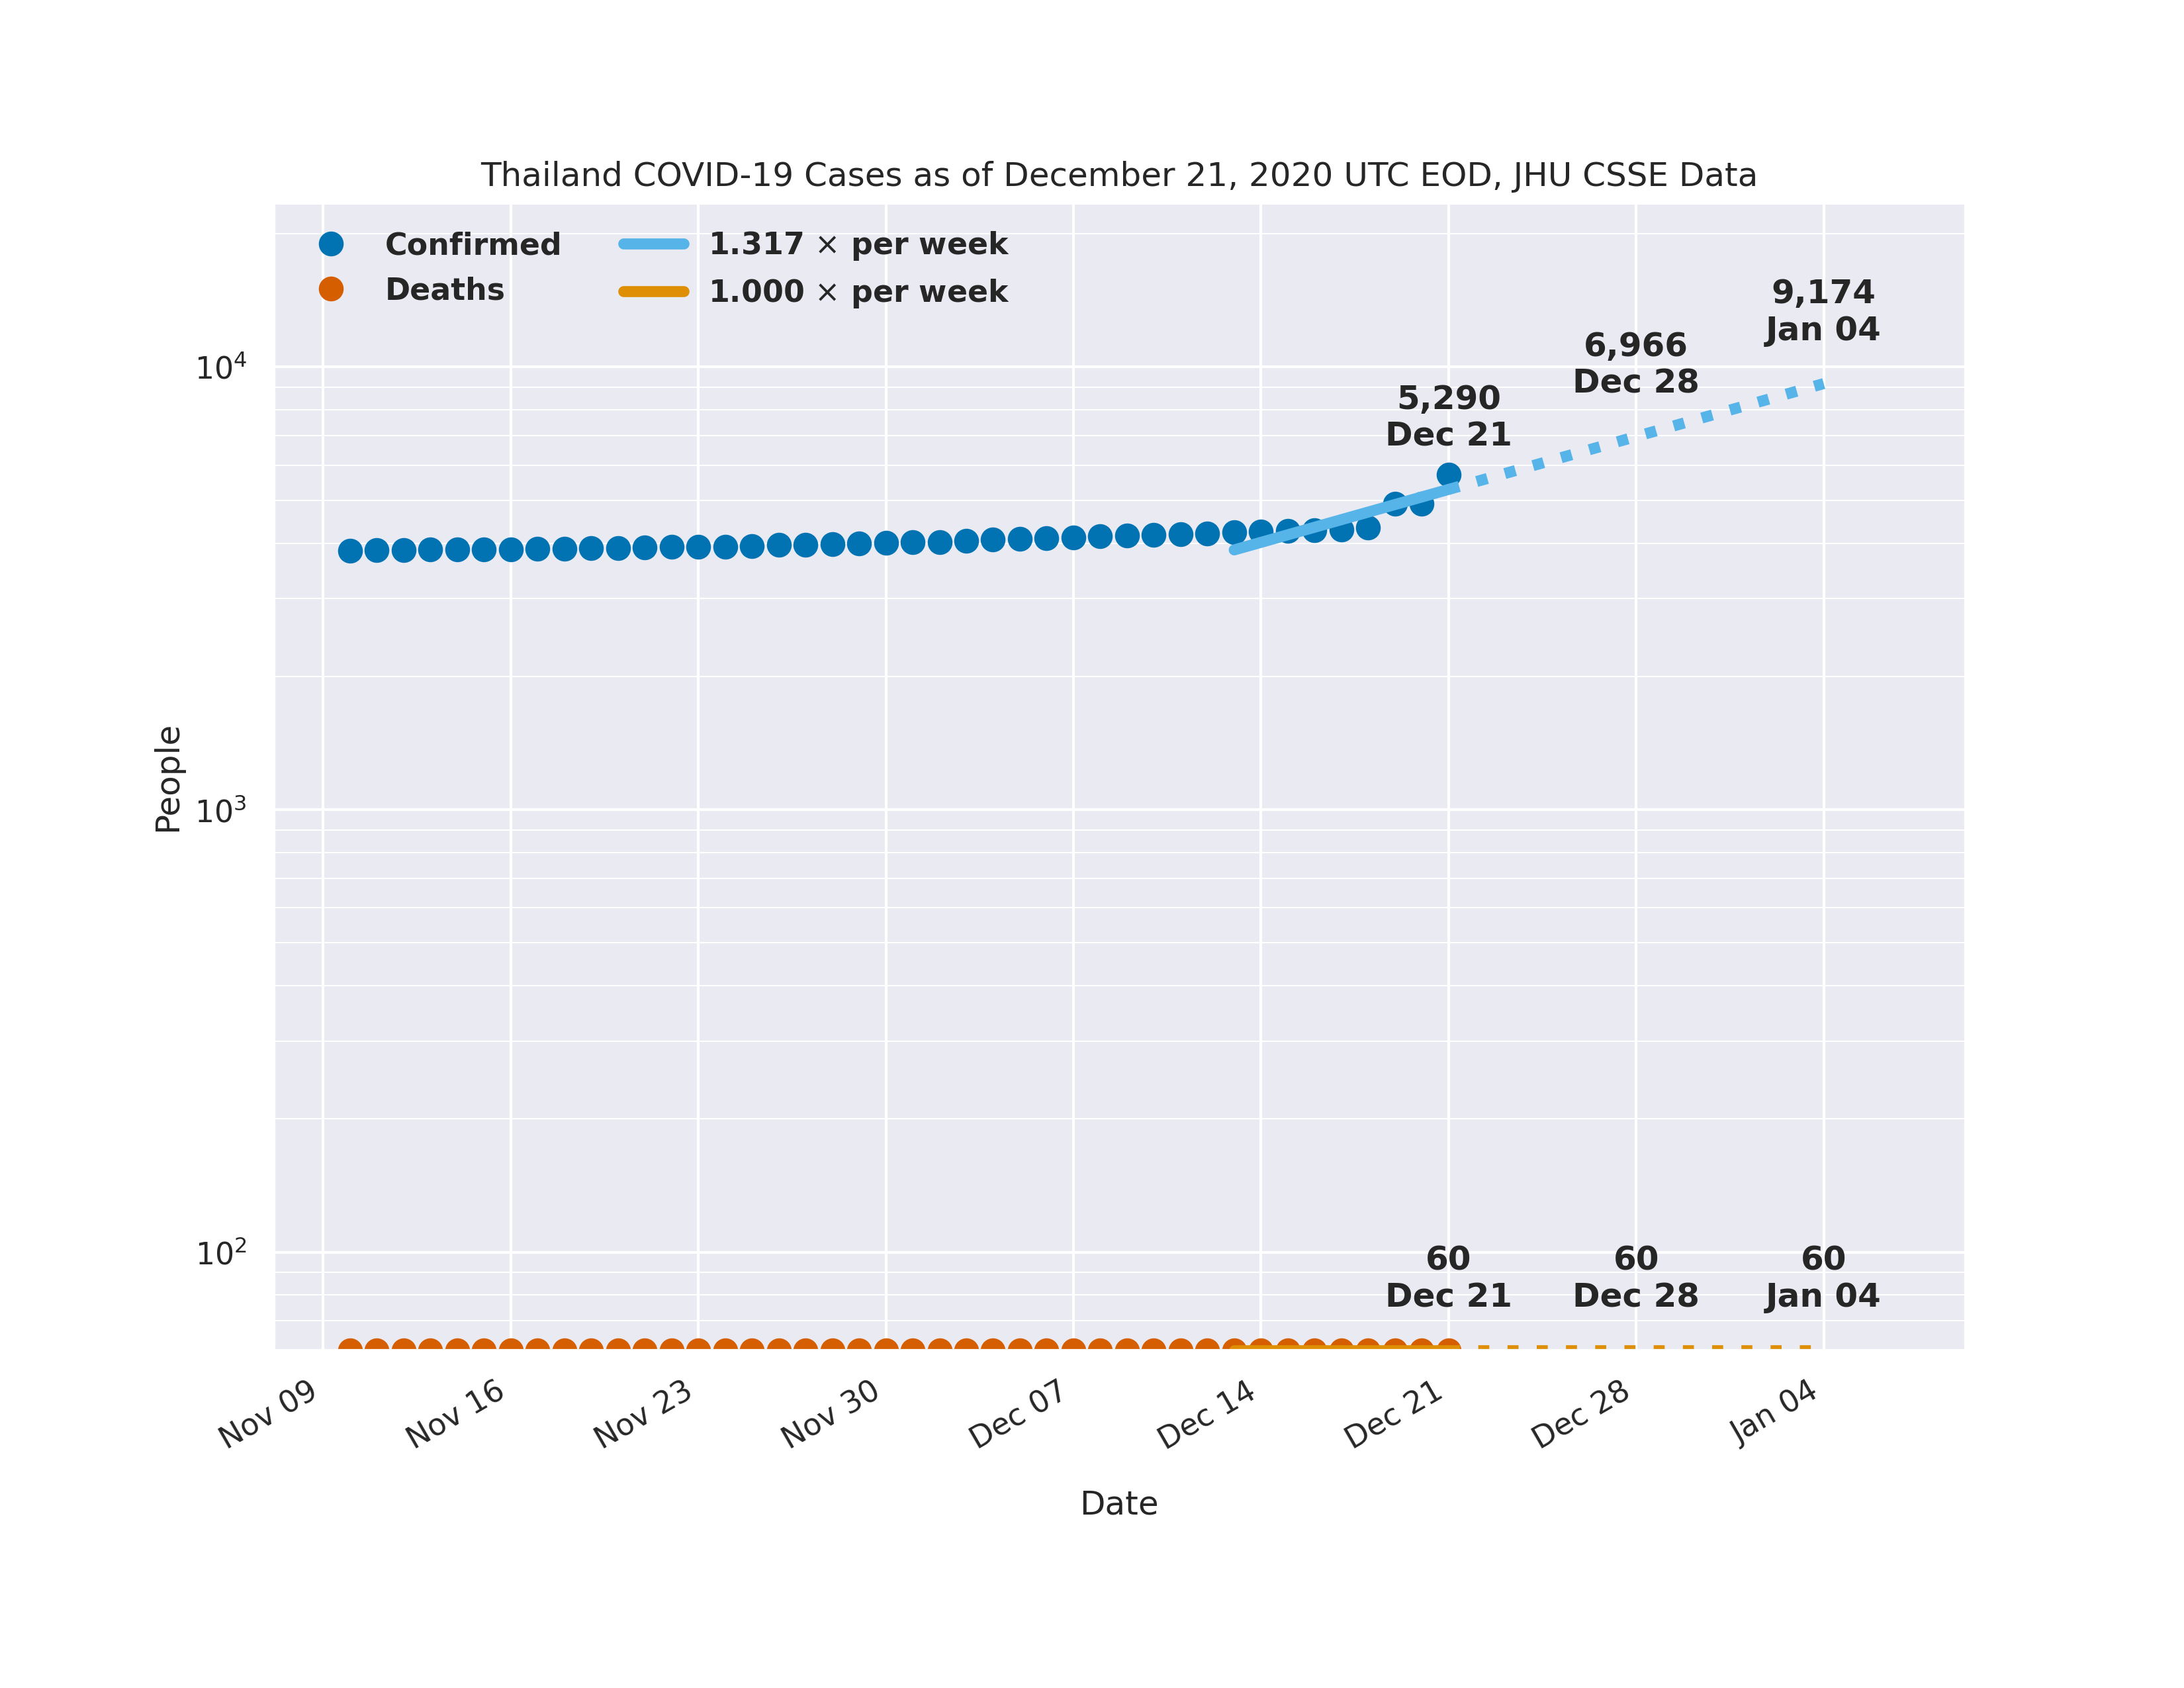 Thailand COVID-19 Cases as of December 21, 2020 UTC EOD, JHU CSSE Data
Confirmed
Deaths
1.317 × per week
1.000 × per week
9,174
Jan 04
6,966
Dec 28
5,290
Dec 21
10⁴
10³
10²
People
60
Dec 21
60
Dec 28
60
Jan 04
Nov 09
Nov 16
Nov 23
Nov 30
Dec 07
Dec 14
Dec 21
Dec 28
Jan 04
Date